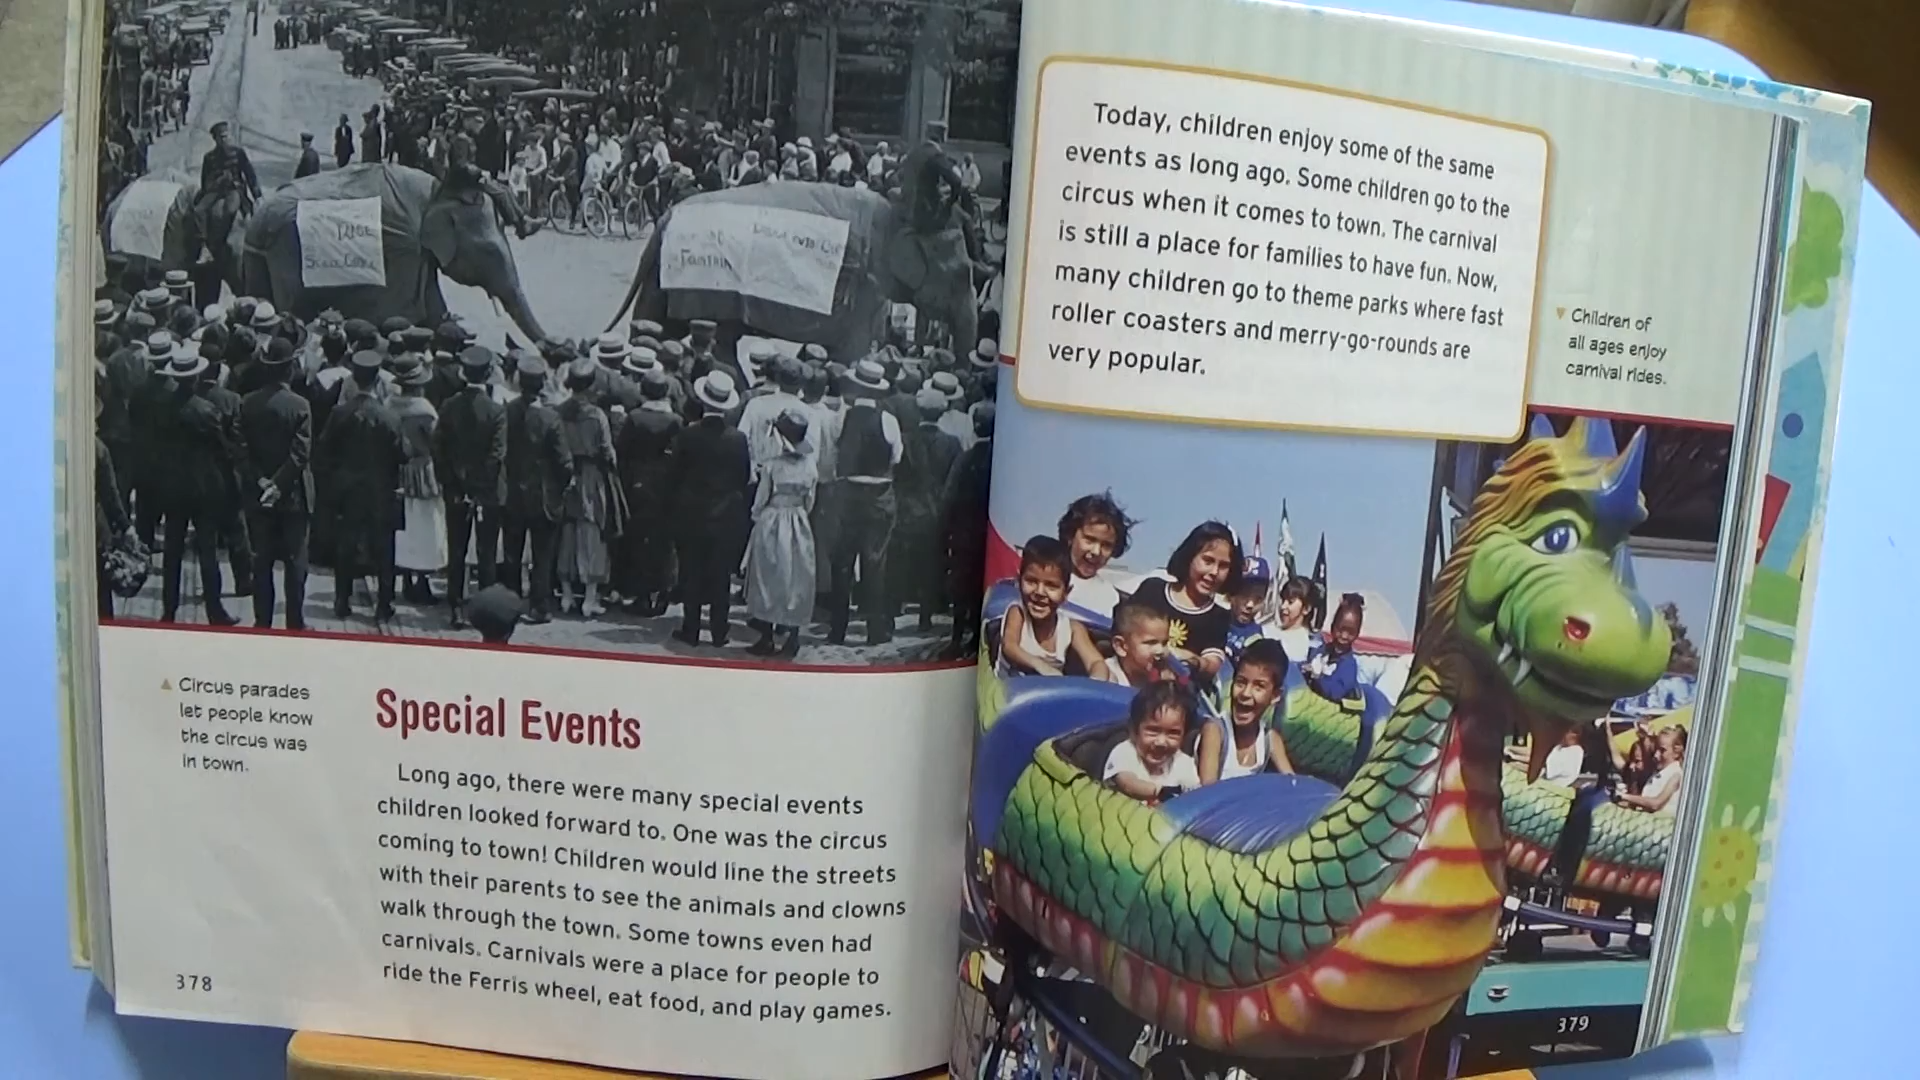 Circus parades
let people know
the circus was
in town.
Special Events
Long ago, there were many special events
children looked forward to. One was the circus
coming to town! Children would line the streets
with their parents to see the animals and clowns
walk through the town. Some towns even had
carnivals. Carnivals were a place for people to
ride the Ferris wheel, eat food, and play games.
378
Today, children enjoy some of the same
events as long ago. Some children go to the
circus when it comes to town. The carnival
is still a place for families to have fun. Now,
many children go to theme parks where fast
roller coasters and merry-go-rounds are
very popular.
Children of
all ages enjoy
carnival rides.
379